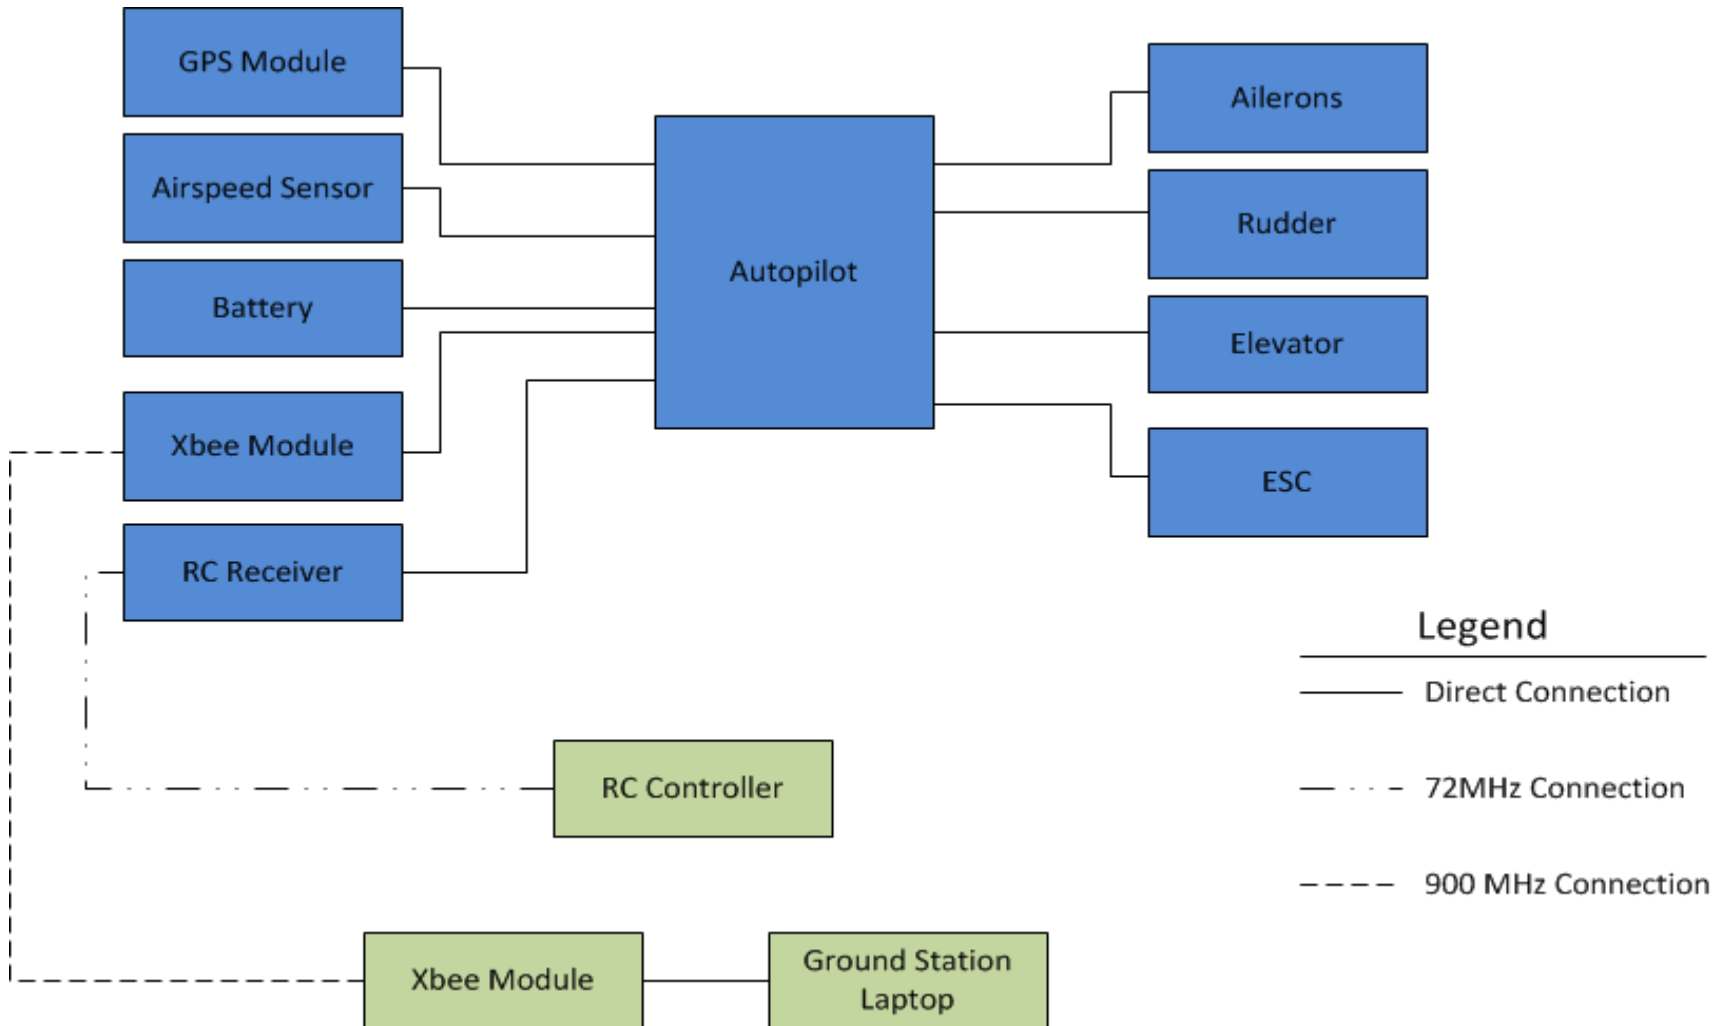 GPS Module
Airspeed Sensor
Battery
Xbee Module
RC Receiver
Autopilot
Ailerons
Rudder
Elevator
ESC
RC Controller
Xbee Module
Ground Station
Laptop
Legend
Direct Connection
72MHz Connection
900 MHz Connection